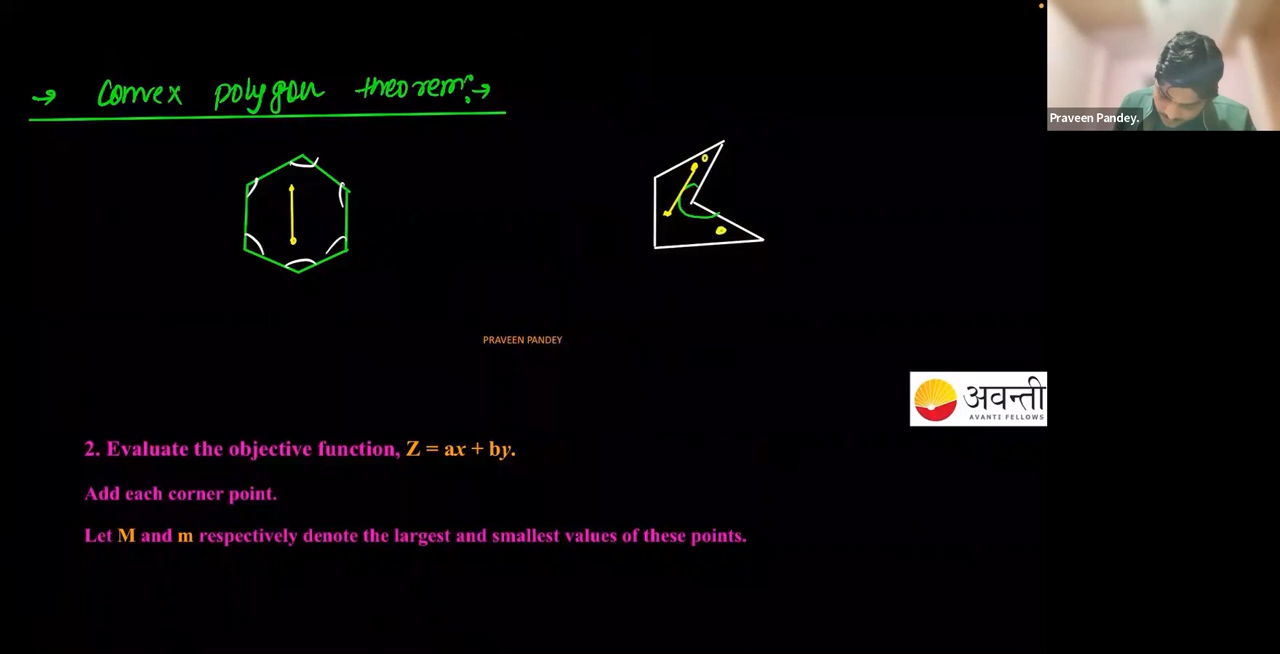 → Convex polygon theorem:→
Praveen Pandey.
PRAVEEN PANDEY
अवन्ती
AVANTI FELLOWS
2. Evaluate the objective function, Z = ax + by.
Add each corner point.
Let M and m respectively denote the largest and smallest values of these points.